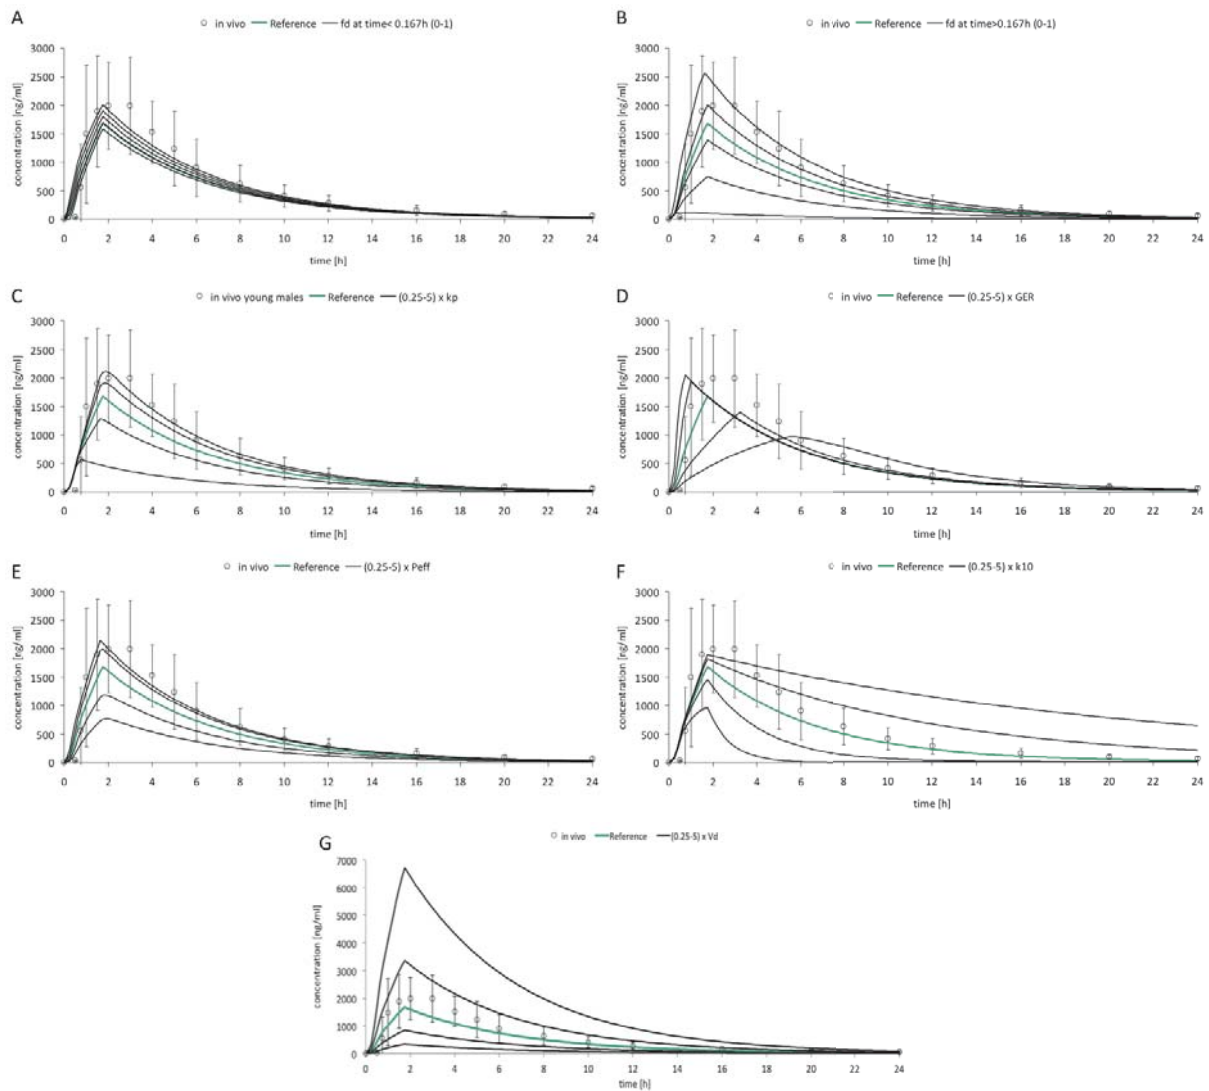 A
in vivo Reference fd at time< 0.167h (0-1)
3000
2500
2000
1500
1000
500
0
concentration [ng/ml]
0 2 4 6 8 10 12 14 16 18 20 22 24
time [h]
B
in vivo Reference fd at time>0.167h (0-1)
3000
2500
2000
1500
1000
500
0
concentration [ng/ml]
0 2 4 6 8 10 12 14 16 18 20 22 24
time [h]
C
in vivo young males Reference (0.25-5) x kp
3000
2500
2000
1500
1000
500
0
concentration [ng/ml]
0 2 4 6 8 10 12 14 16 18 20 22 24
time [h]
D
in vivo Reference (0.25-5) x GER
3000
2500
2000
1500
1000
500
0
concentration [ng/ml]
0 2 4 6 8 10 12 14 16 18 20 22 24
time [h]
E
in vivo Reference (0.25-5) x Peff
3000
2500
2000
1500
1000
500
0
concentration [ng/ml]
0 2 4 6 8 10 12 14 16 18 20 22 24
time [h]
F
in vivo Reference (0.25-5) x k10
3000
2500
2000
1500
1000
500
0
concentration [ng/ml]
0 2 4 6 8 10 12 14 16 18 20 22 24
time [h]
G
in vivo Reference (0.25-5) x Vd
7000
6000
5000
4000
3000
2000
1000
0
concentration [ng/ml]
0 2 4 6 8 10 12 14 16 18 20 22 24
time [h]